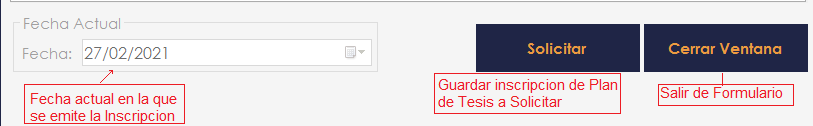 Fecha Actual
Fecha: 27/02/2021
Solicitar
Cerrar Ventana
Fecha actual en la que
se emite la Inscripcion
Guardar inscripcion de Plan
de Tesis a Solicitar
Salir de Formulario